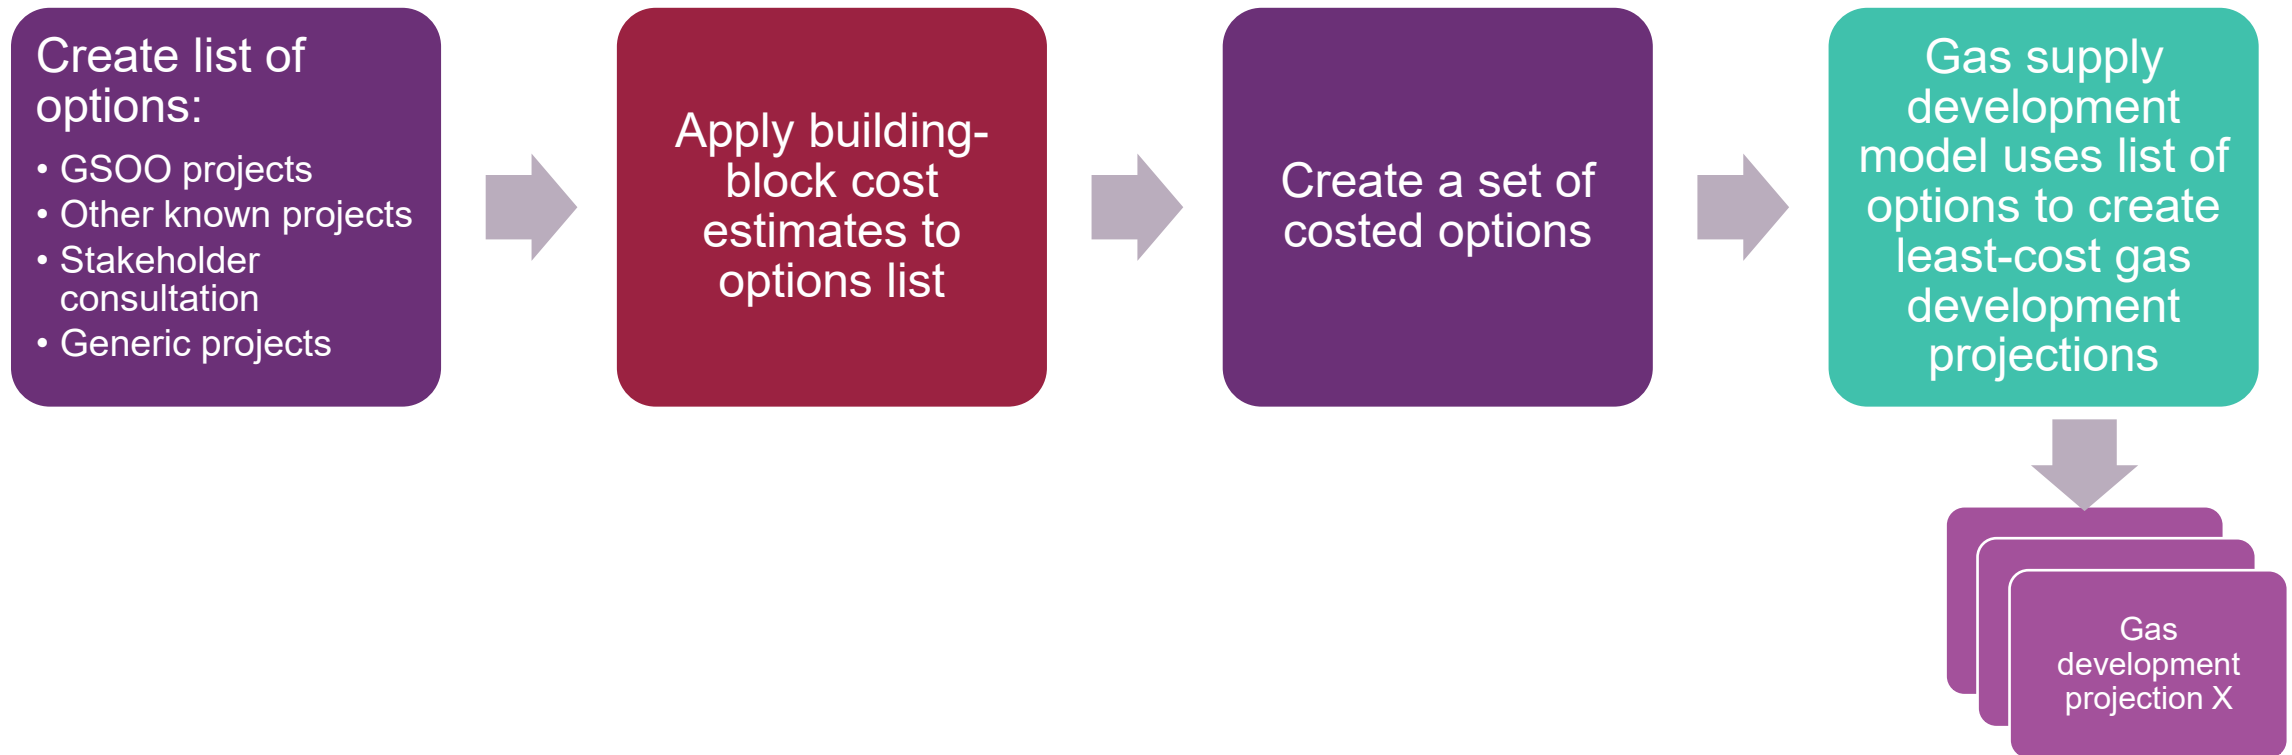 Create list of
options:
• GSOO projects
• Other known projects
• Stakeholder
consultation
• Generic projects
Apply building-
block cost
estimates to
options list
Create a set of
costed options
Gas supply
development
model uses list of
options to create
least-cost gas
development
projections
Gas
development
projection X